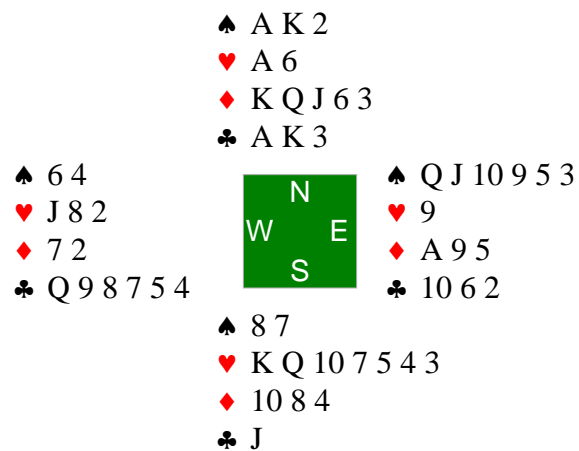 ♠ A K 2
♥ A 6
♦ K Q J 6 3
♣ A K 3
♠ 6 4
♥ J 8 2
♦ 7 2
♣ Q 9 8 7 5 4
N
W E
S
♠ Q J 10 9 5 3
♥ 9
♦ A 9 5
♣ 10 6 2
♠ 8 7
♥ K Q 10 7 5 4 3
♦ 10 8 4
♣ J